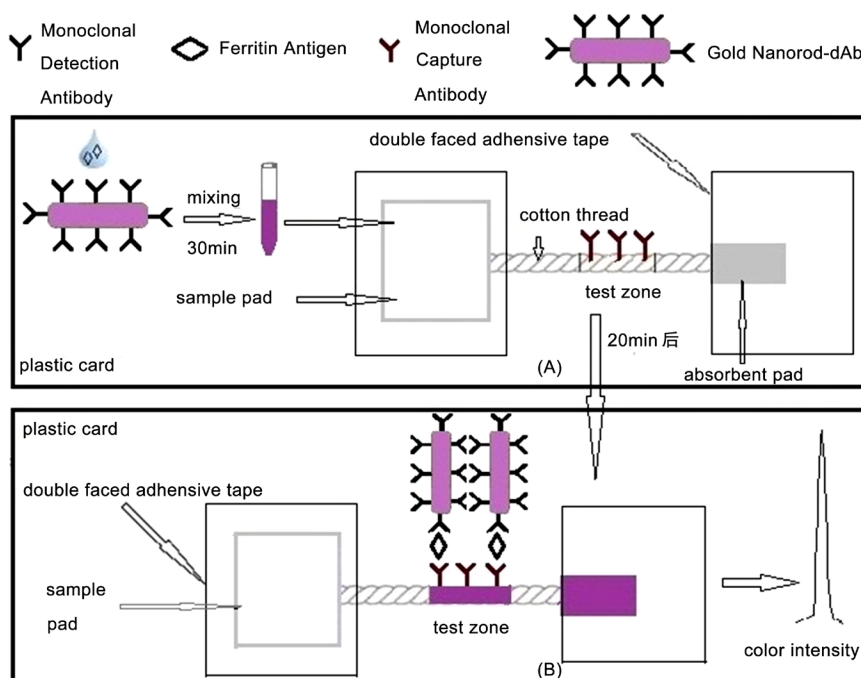 Monoclonal
Detection
Antibody
Ferritin Antigen
Monoclonal
Capture
Antibody
Gold Nanorod-dAb
double faced adhensive tape
mixing
30min
cotton thread
sample pad
test zone
20min 后
plastic card
(A)
absorbent pad
plastic card
double faced adhensive tape
sample
pad
test zone
(B)
color intensity